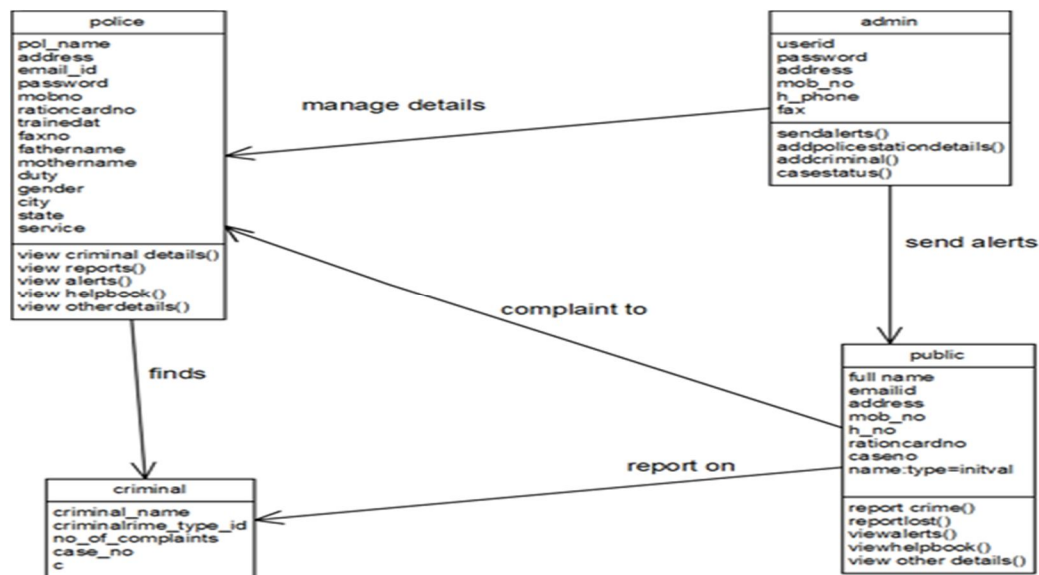 police
pol_name
address
email_id
password
mobno
rationcardno
trainedat
faxno
fathername
mothername
duty
gender
city
state
service
view criminal details()
view reports()
view alerts()
view helpbook()
view otherdetails()
manage details
admin
userid
password
address
mob_no
h_phone
fax
sendalerts()
addpolicestationdetails()
addcriminal()
casestatus()
send alerts
complaint to
finds
public
full name
emailid
address
mob_no
h_no
rationcardno
caseno
name:type=initval
report crime()
reportlost()
viewalerts()
viewhelpbook()
view other details()
report on
criminal
criminal_name
criminalrime_type_id
no_of_complaints
case_no
c